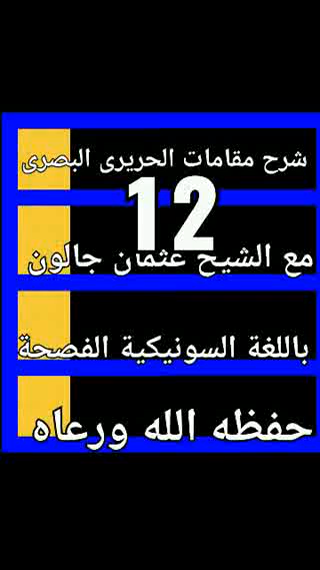 شرح مقامات الحريرى البصرى
12
مع الشيخ عثمان جالون
باللغة السونيكية الفصحة
حفظه الله ورعاه